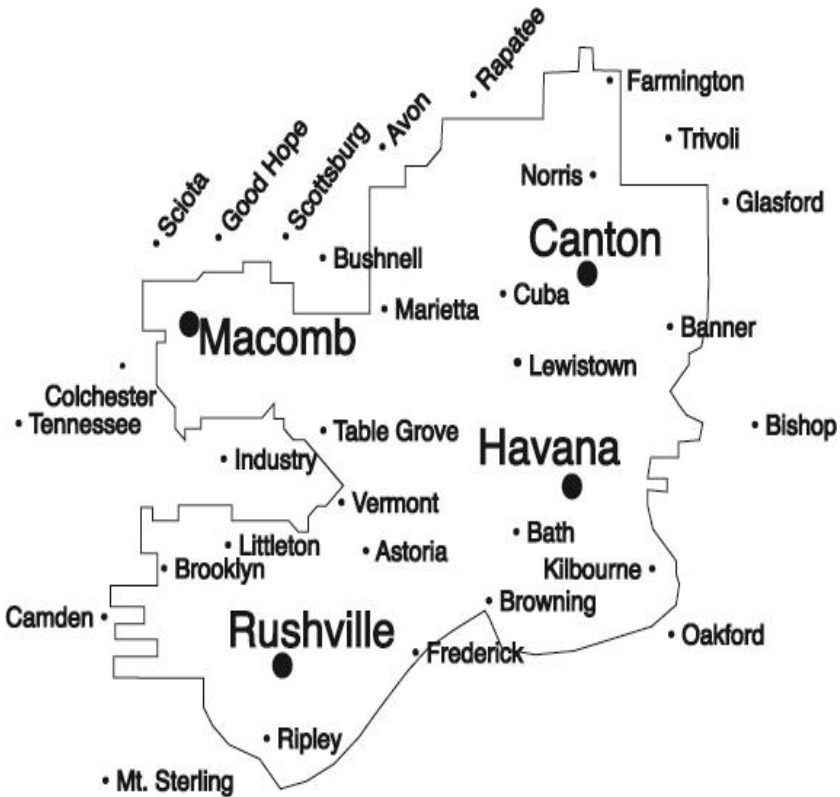 Rapatee
Farmington
Avon
Trivoli
Scottsburg
Good Hope
Sciota
Norris
Glasford
Canton
Bushnell
Cuba
Marietta
Banner
Macomb
Lewistown
Colchester
Tennessee
Table Grove
Bishop
Havana
Industry
Vermont
Bath
Littleton
Astoria
Brooklyn
Kilbourne
Browning
Camden
Rushville
Oakford
Frederick
Ripley
Mt. Sterling